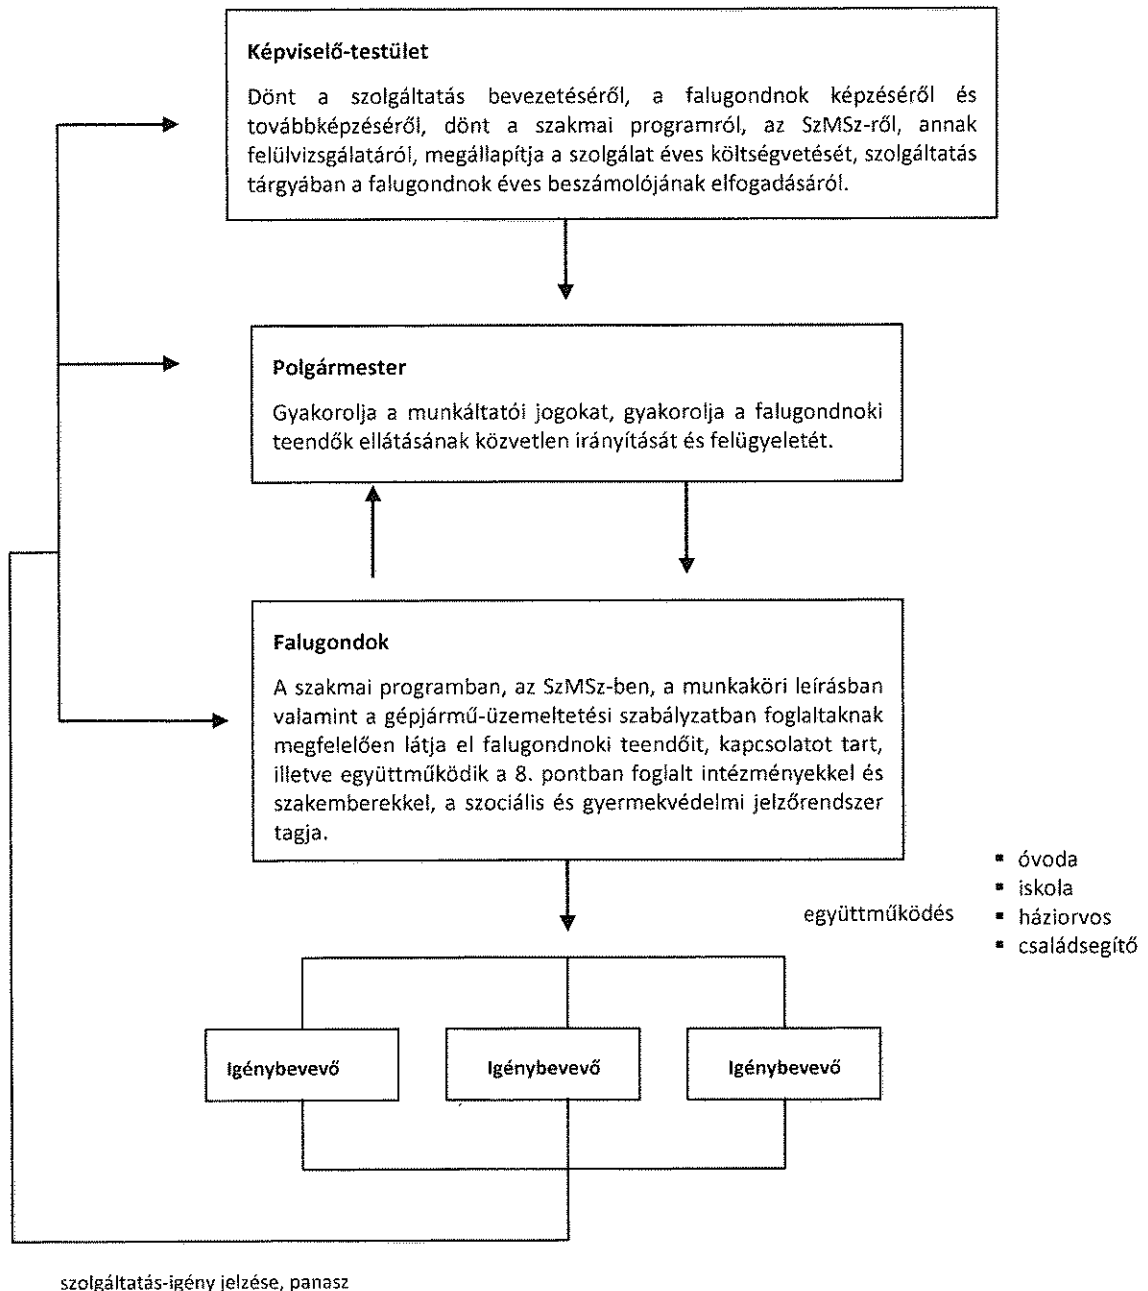 Képviselő-testület
Dönt a szolgáltatás bevezetéséről, a falugondnok képzéséről és
továbbképzéséről, dönt a szakmai programról, az SzMSz-ről, annak
felülvizsgálatáról, megállapítja a szolgálat éves költségvetését, szolgáltatás
tárgyában a falugondnok éves beszámolójának elfogadásáról.
Polgármester
Gyakorolja a munkáltatói jogokat, gyakorolja a falugondnoki
teendők ellátásának közvetlen irányítását és felügyeletét.
Falugondok
A szakmai programban, az SzMSz-ben, a munkaköri leírásban
valamint a gépjármű-üzemeltetési szabályzatban foglaltaknak
megfelelően látja el falugondnoki teendőit, kapcsolatot tart,
illetve együttműködik a 8. pontban foglalt intézményekkel és
szakemberekkel, a szociális és gyermekvédelmi jelzőrendszer
tagja.
együttműködés
▪ óvoda
▪ iskola
▪ háziorvos
▪ családsegítő
Igénybevevő
Igénybevevő
Igénybevevő
szolgáltatás-igény jelzése, panasz